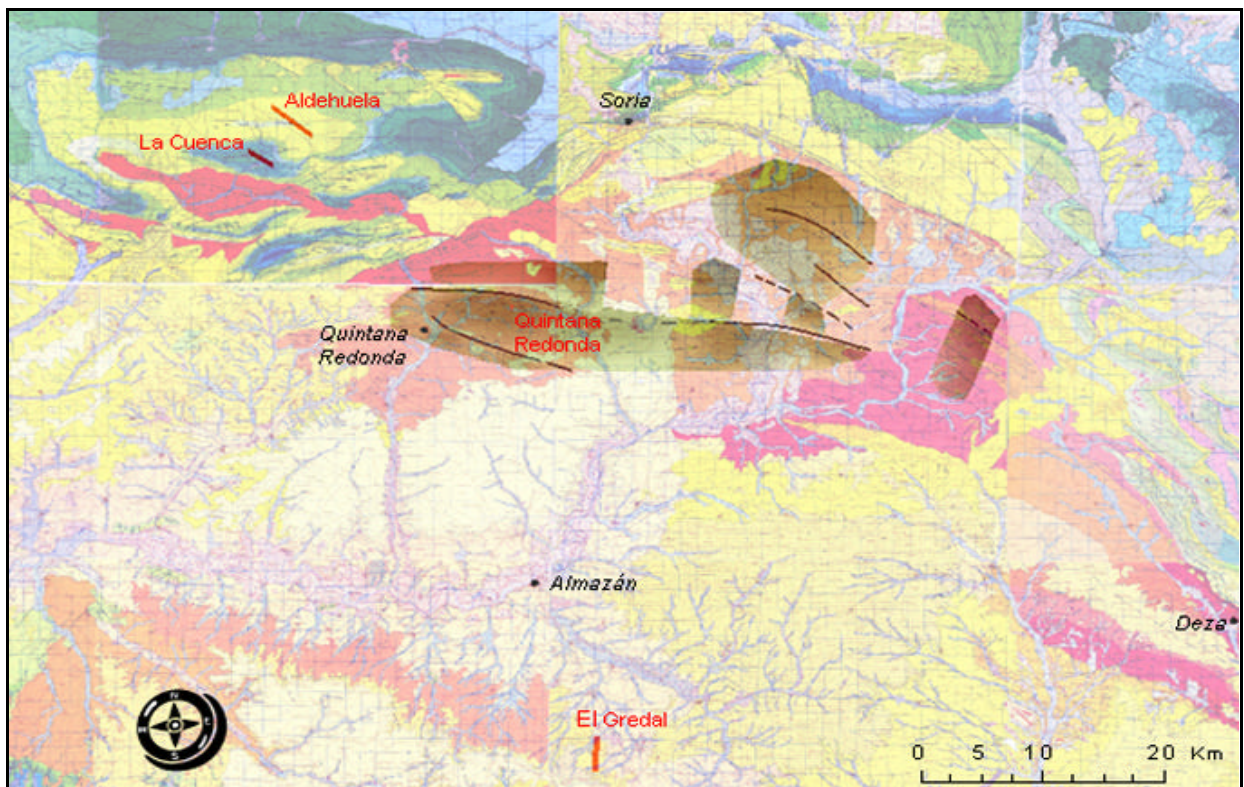 Aldehuela
Soria
La Cuenca
Quintana
Redonda
Quintana
Redonda
Almazán
Deza
El Gredal
N
S
0 5 10 20 Km